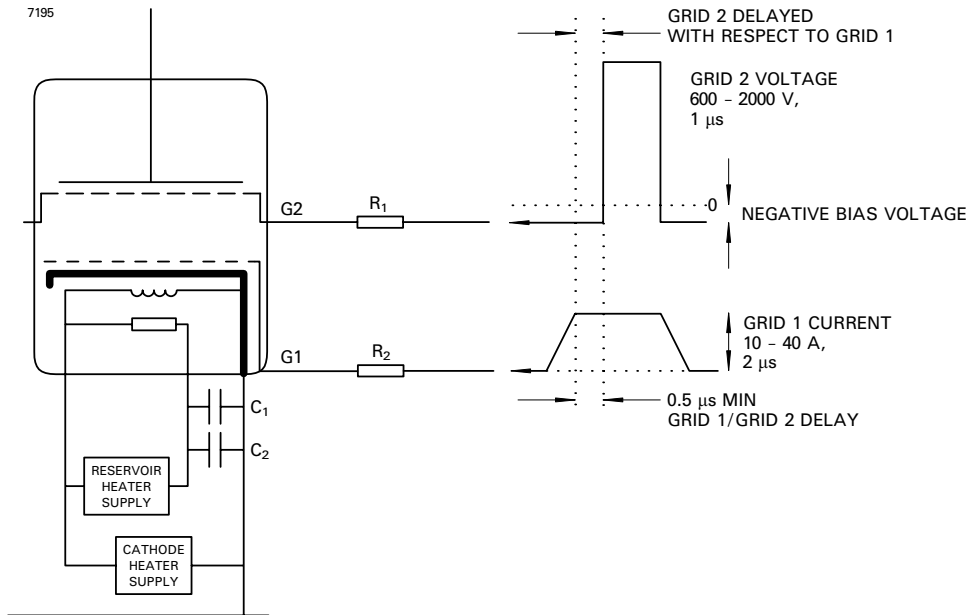 7195
GRID 2 DELAYED
WITH RESPECT TO GRID 1
GRID 2 VOLTAGE
600 – 2000 V,
1 μs
G2
R1
0
NEGATIVE BIAS VOLTAGE
GRID 1 CURRENT
10 – 40 A,
2 μs
G1
R2
0.5 μs MIN
GRID 1/GRID 2 DELAY
C1
C2
RESERVOIR
HEATER
SUPPLY
CATHODE
HEATER
SUPPLY